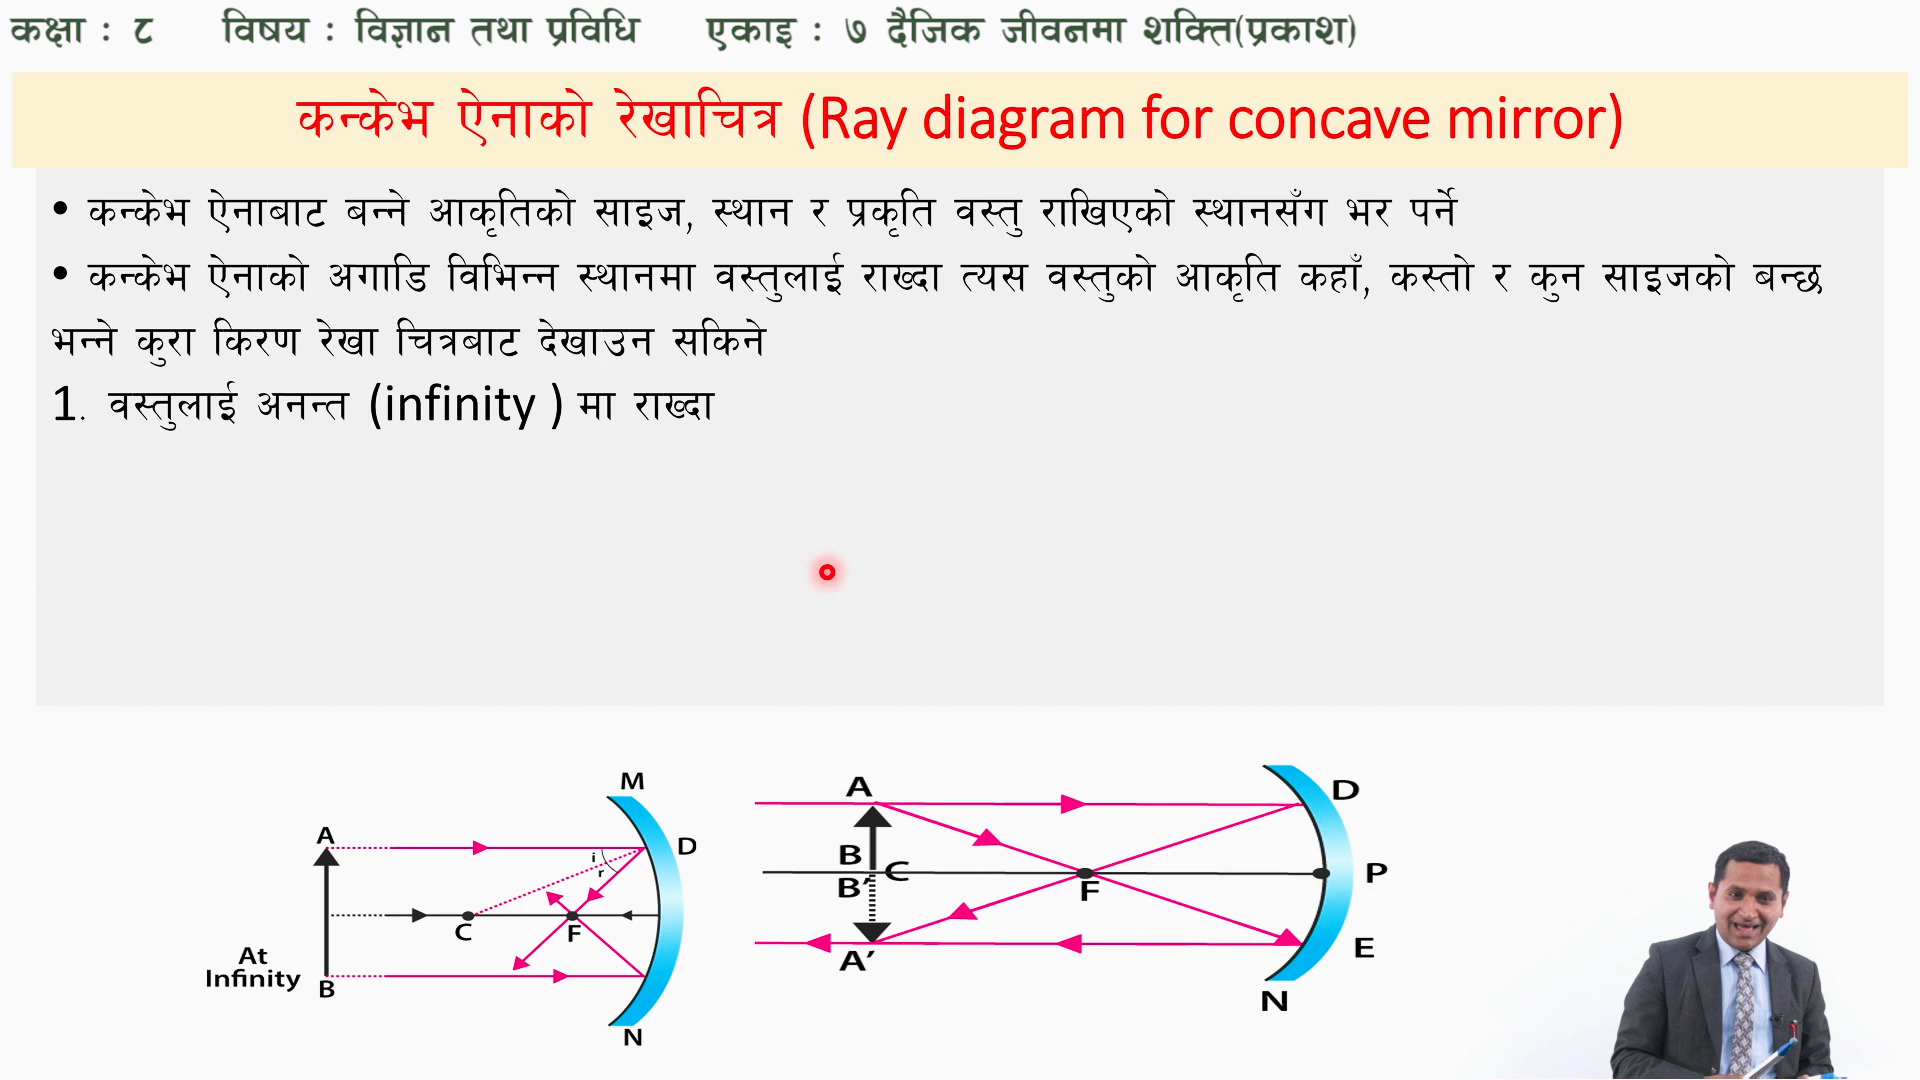 कक्षा : ८ विषय : विज्ञान तथा प्रविधि एकाइ : ७ दैनिक जीवनमा शक्ति(प्रकाश)
कन्केभ ऐनाको रेखाचित्र (Ray diagram for concave mirror)
• कन्केभ ऐनाबाट बन्ने आकृतिको साइज, स्थान र प्रकृति वस्तु राखिएको स्थानसँग भर पर्ने
• कन्केभ ऐनाको अगाडि विभिन्न स्थानमा वस्तुलाई राख्दा त्यस वस्तुको आकृति कहाँ, कस्तो र कुन साइजको बन्छ
भन्ने कुरा किरण रेखा चित्रबाट देखाउन सकिने
1. वस्तुलाई अनन्त (infinity ) मा राख्दा
M
A
D
i
r
C
F
At
Infinity
B
N
A
D
B
C
B′
F
P
A′
E
N